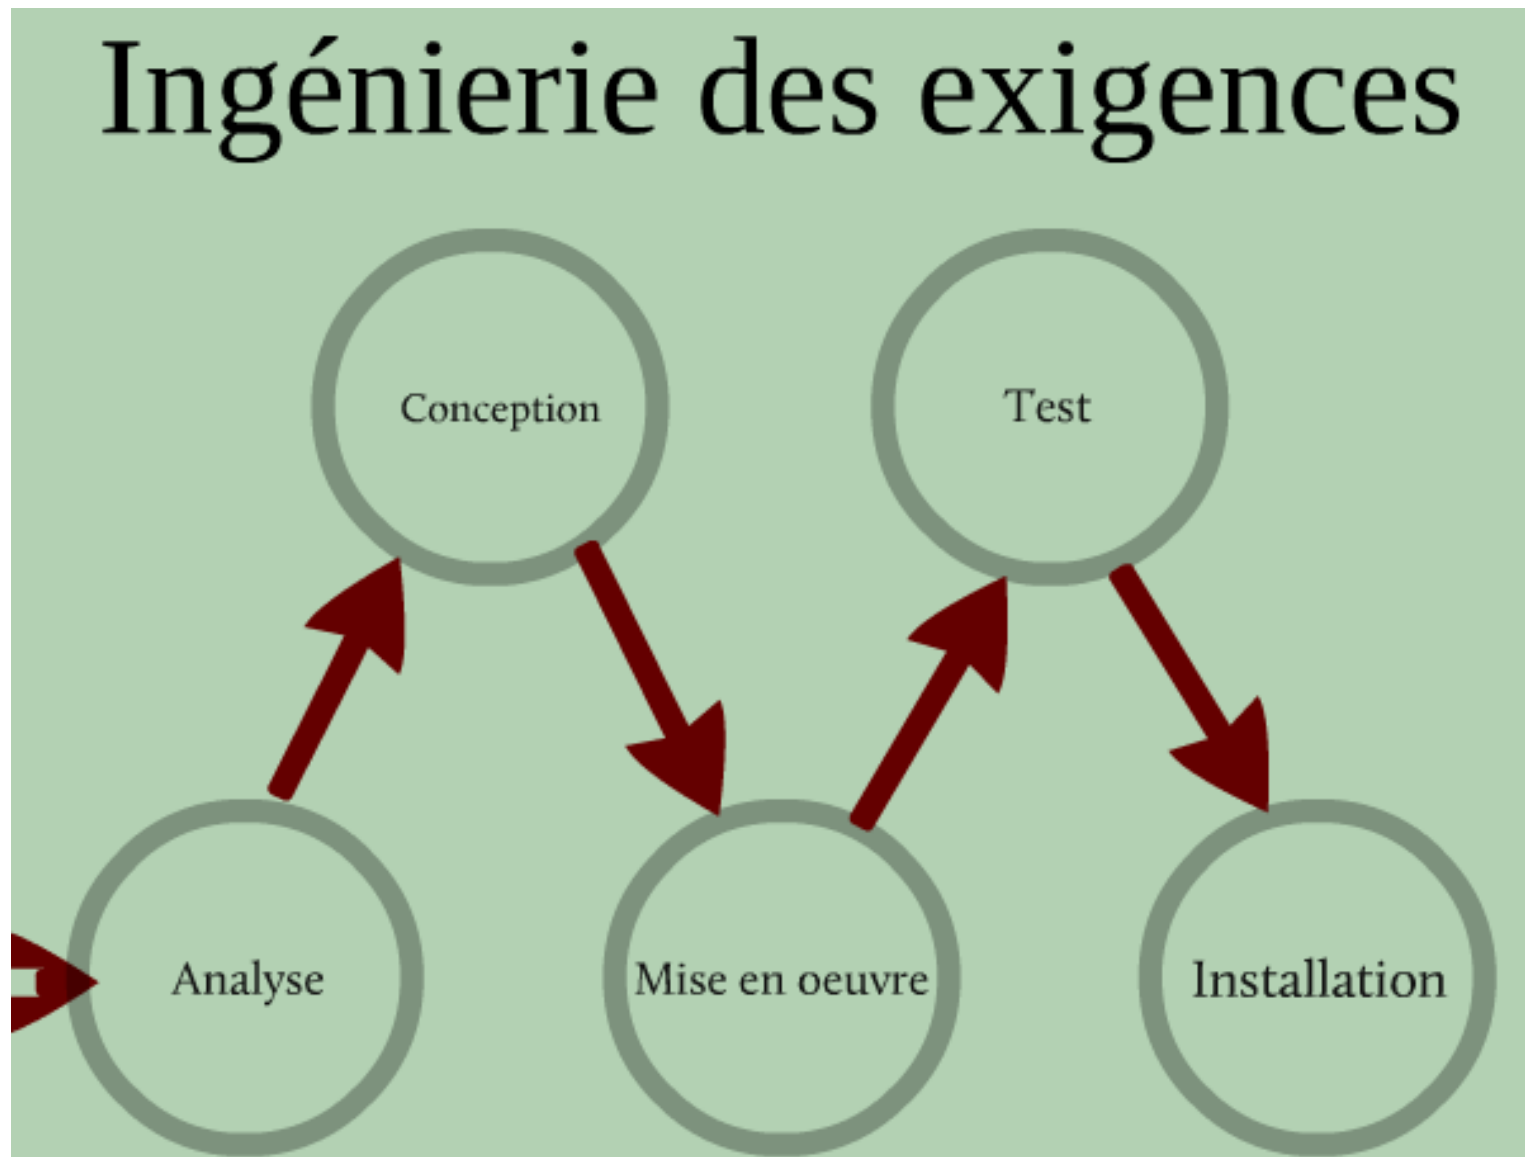 Ingénierie des exigences
Conception
Test
Analyse
Mise en oeuvre
Installation